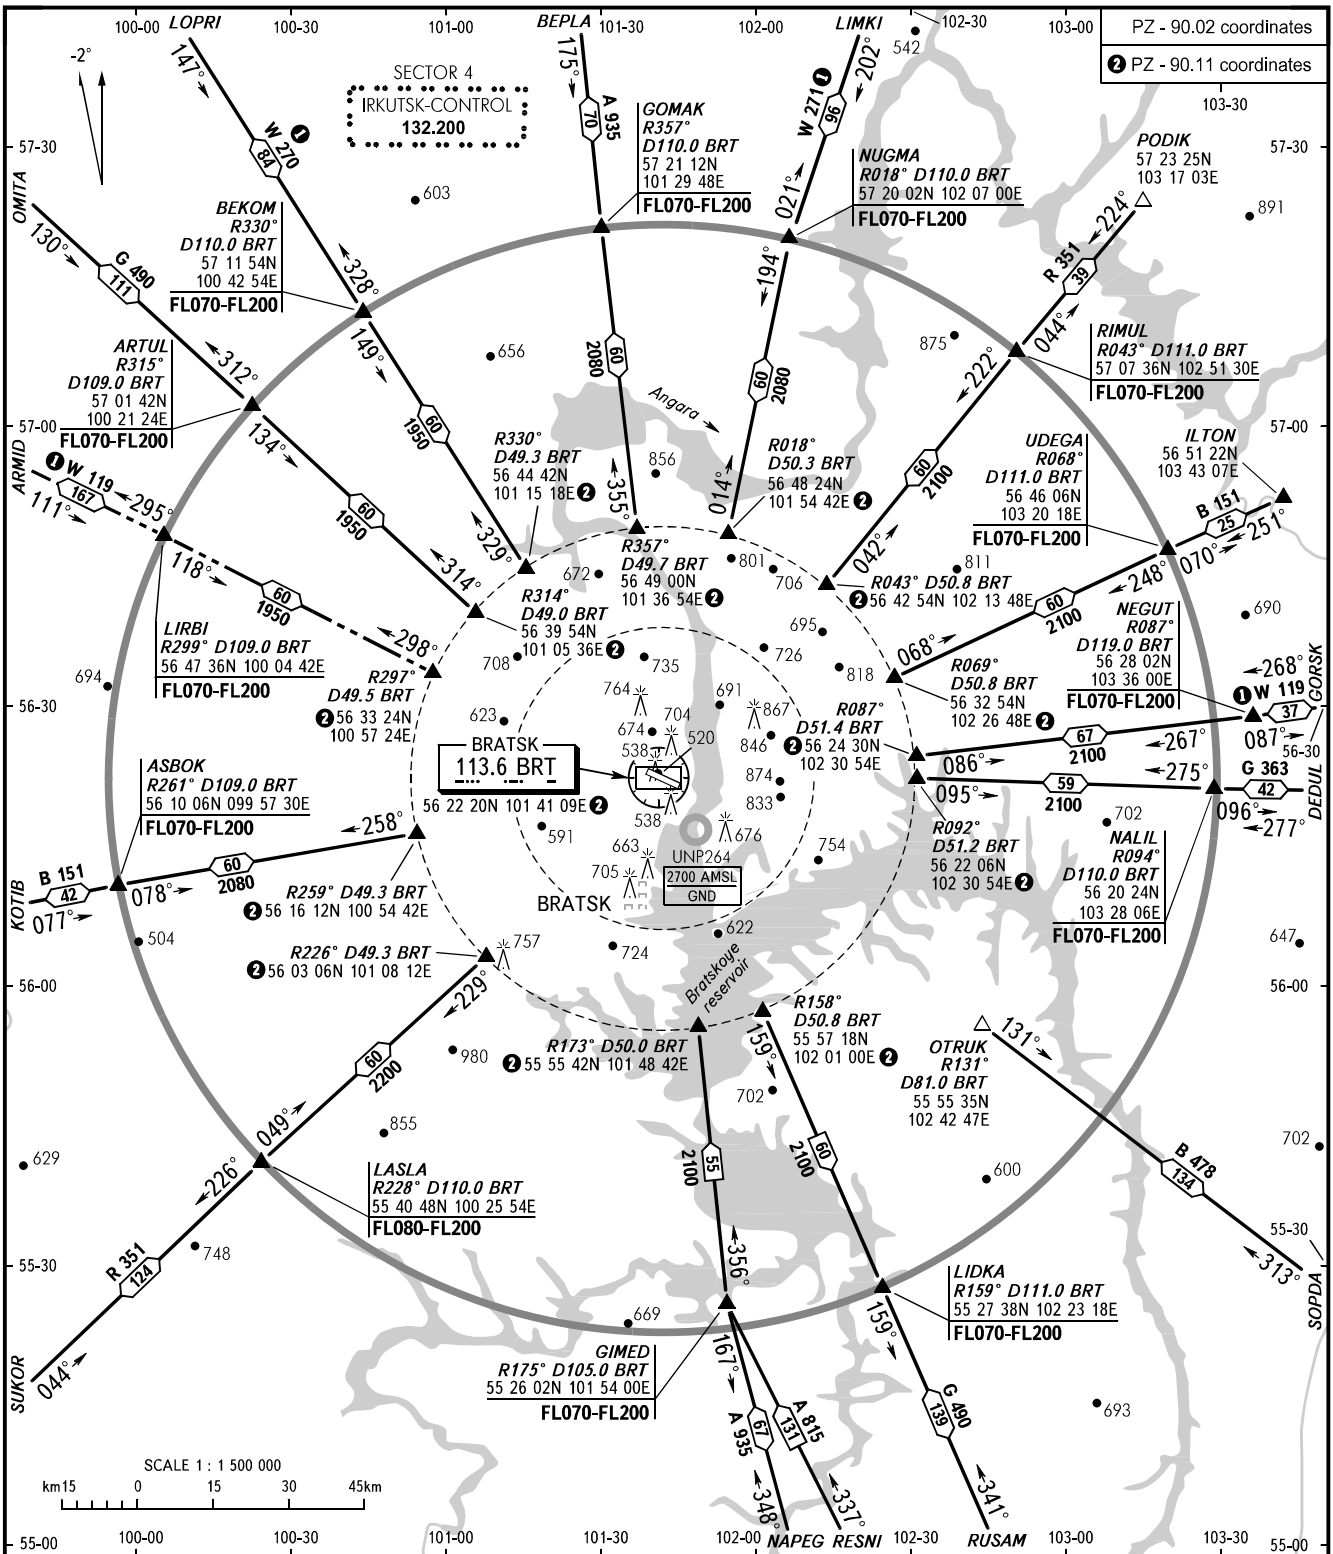 100-00
LOPRI
100-30
BEPLA
101-30
102-00
LIMKI
102-30
103-00
PZ - 90.02 coordinates
❷ PZ - 90.11 coordinates
103-30
-2°
147°
175°
202°
542
SECTOR 4
IRKUTSK-CONTROL
132.200
A 935
70
W 271 ❶
96
W 270 ❶
84
GOMAK
R357°
D110.0 BRT
57 21 12N
101 29 48E
FL070-FL200
NUGMA
R018° D110.0 BRT
57 20 02N 102 07 00E
FL070-FL200
PODIK
57 23 25N
103 17 03E
57-30
57-30
OMITA
130°
603
021°
224°
891
BEKOM
R330°
D110.0 BRT
57 11 54N
100 42 54E
FL070-FL200
G 490
111
328°
194°
R 351
39
044°
149°
ARTUL
R315°
D109.0 BRT
57 01 42N
100 21 24E
FL070-FL200
312°
656
60
2080
60
2080
875
222°
RIMUL
R043° D111.0 BRT
57 07 36N 102 51 30E
FL070-FL200
134°
60
1950
Angara
57-00
57-00
ARMID
❶ W 119
167
111°
295°
R330°
D49.3 BRT
56 44 42N
101 15 18E ❷
856
R018°
D50.3 BRT
56 48 24N
101 54 42E ❷
60
2100
UDEGA
R068°
D111.0 BRT
56 46 06N
103 20 18E
FL070-FL200
ILTON
56 51 22N
103 43 07E
B 151
25
251°
60
1950
355°
014°
118°
329°
042°
070°
248°
R357°
D49.7 BRT
56 49 00N
101 36 54E ❷
801
706
811
R043° D50.8 BRT
❷ 56 42 54N 102 13 48E
672
314°
R314°
D49.0 BRT
56 39 54N
101 05 36E ❷
60
1950
60
2100
NEGUT
R087°
D119.0 BRT
56 28 02N
103 36 00E
FL070-FL200
690
LIRBI
R299° D109.0 BRT
56 47 36N 100 04 42E
FL070-FL200
298°
708
735
695
726
818
068°
268°
GORSK
694
R297°
D49.5 BRT
❷ 56 33 24N
100 57 24E
764
691
867
R069°
D50.8 BRT
56 32 54N
102 26 48E ❷
❶ W 119
37
087°
56-30
56-30
623
674
704
538
520
846
R087°
D51.4 BRT
❷ 56 24 30N
102 30 54E
67
2100
086°
267°
BRATSK
113.6 BRT
56 22 20N 101 41 09E ❷
874
833
275°
G 363
42
DEDUL
59
2100
095°
096°
277°
ASBOK
R261° D109.0 BRT
56 10 06N 099 57 30E
FL070-FL200
258°
591
538
676
UNP264
2700 AMSL
GND
663
705
BRATSK
754
R092°
D51.2 BRT
56 22 06N
102 30 54E ❷
702
NALIL
R094°
D110.0 BRT
56 20 24N
103 28 06E
FL070-FL200
KOTIB
B 151
42
077°
078°
60
2080
R259° D49.3 BRT
❷ 56 16 12N 100 54 42E
504
R226° D49.3 BRT
❷ 56 03 06N 101 08 12E
757
724
622
647
Bratskoye
reservoir
56-00
56-00
229°
R158°
D50.8 BRT
55 57 18N
102 01 00E ❷
OTRUK
R131°
D81.0 BRT
55 55 35N
102 42 47E
131°
980
R173° D50.0 BRT
❷ 55 55 42N 101 48 42E
159°
702
60
2200
855
049°
55
2100
60
2100
B 478
134
702
629
226°
LASLA
R228° D110.0 BRT
55 40 48N 100 25 54E
FL080-FL200
600
R 351
124
748
356°
55-30
55-30
313°
SOPDA
LIDKA
R159° D111.0 BRT
55 27 38N 102 23 18E
FL070-FL200
669
SUKOR
044°
GIMED
R175° D105.0 BRT
55 26 02N 101 54 00E
FL070-FL200
167°
159°
A 935
67
A 815
131
G 490
139
693
SCALE 1 : 1 500 000
km15
0
15
30
45km
348°
337°
341°
NAPEG
RESNI
RUSAM
55-00
100-00
100-30
101-00
101-30
102-00
102-30
103-00
103-30
55-00